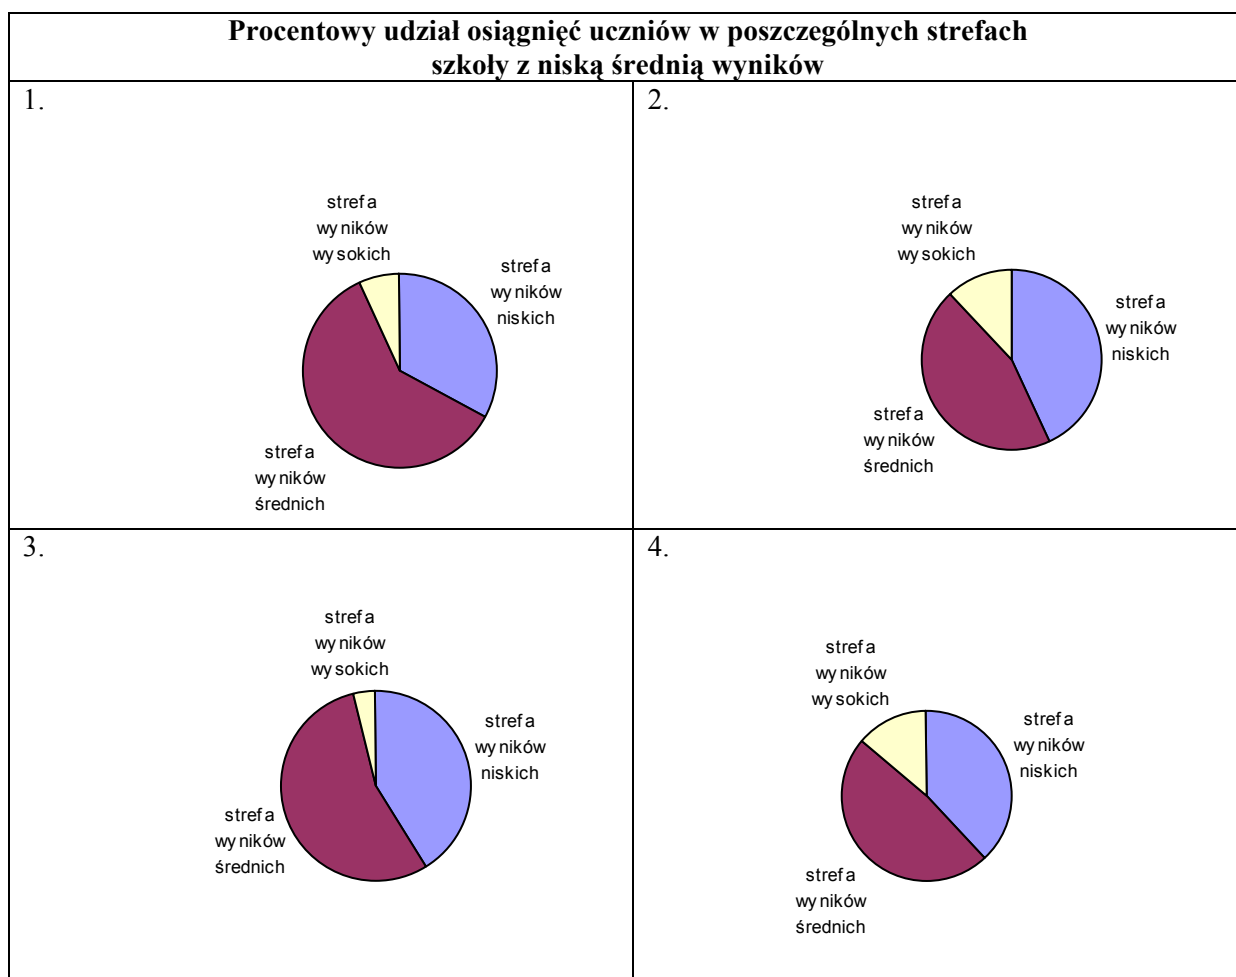 Procentowy udział osiągnięć uczniów w poszczególnych strefach
szkoły z niską średnią wyników
1.
strefa
wyników
wysokich
strefa
wyników
niskich
strefa
wyników
średnich
2.
strefa
wyników
wysokich
strefa
wyników
niskich
strefa
wyników
średnich
3.
strefa
wyników
wysokich
strefa
wyników
niskich
strefa
wyników
średnich
4.
strefa
wyników
wysokich
strefa
wyników
niskich
strefa
wyników
średnich